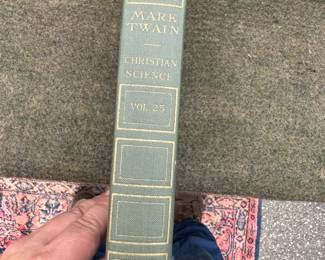 MARK
TWAIN
CHRISTIAN
SCIENCE
VOL. 25